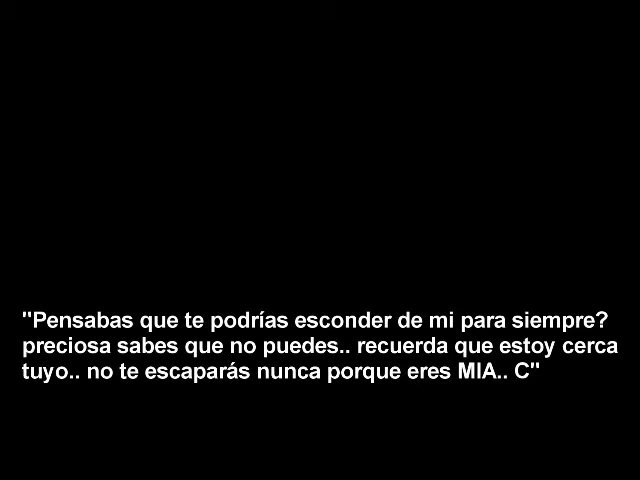 "Pensabas que te podrías esconder de mi para siempre?
preciosa sabes que no puedes.. recuerda que estoy cerca
tuyo.. no te escaparás nunca porque eres MIA.. C"